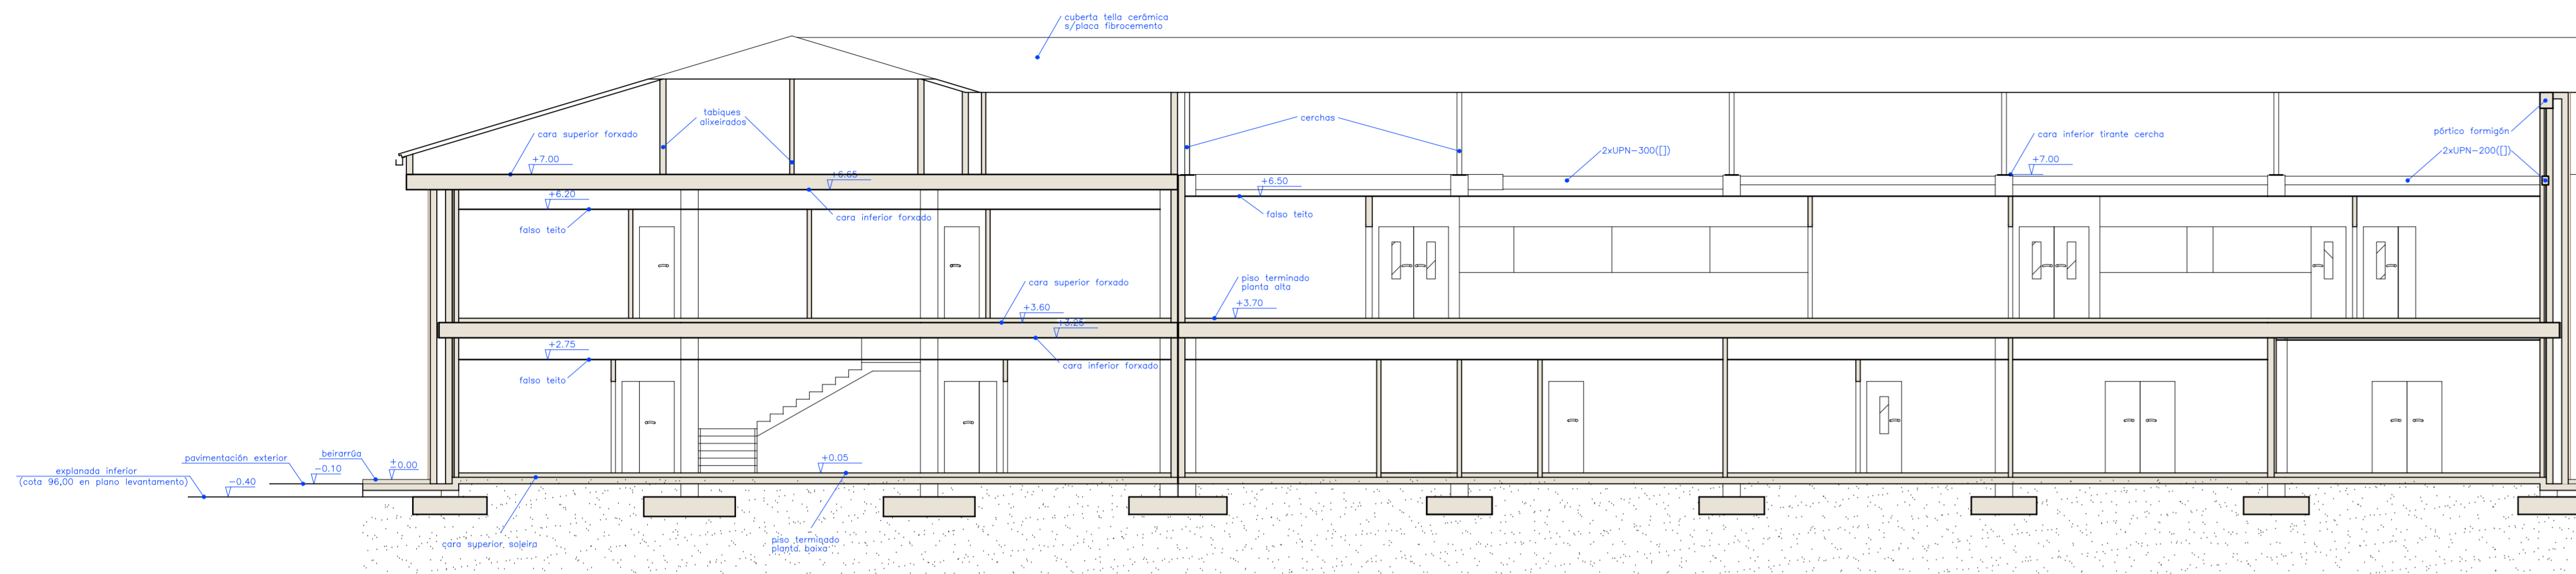 cuberta tella cerámica
s/placa fibrocemento
tabiques
alixeirados
cerchas
pórtico formigón
cara superior forxado
cara inferior tirante cercha
2xUPN-300([])
2xUPN-200([])
+7.00
+7.00
+6.65
+6.50
+6.20
cara inferior forxado
falso teito
falso teito
piso terminado
planta alta
cara superior forxado
+3.70
+3.60
+3.25
+2.75
cara inferior forxado
falso teito
beirarrúa
pavimentación exterior
+0.05
±0.00
explanada inferior
-0.10
(cota 96,00 en plano levantamento)
-0.40
cara superior soleira
piso terminado
planta baixa